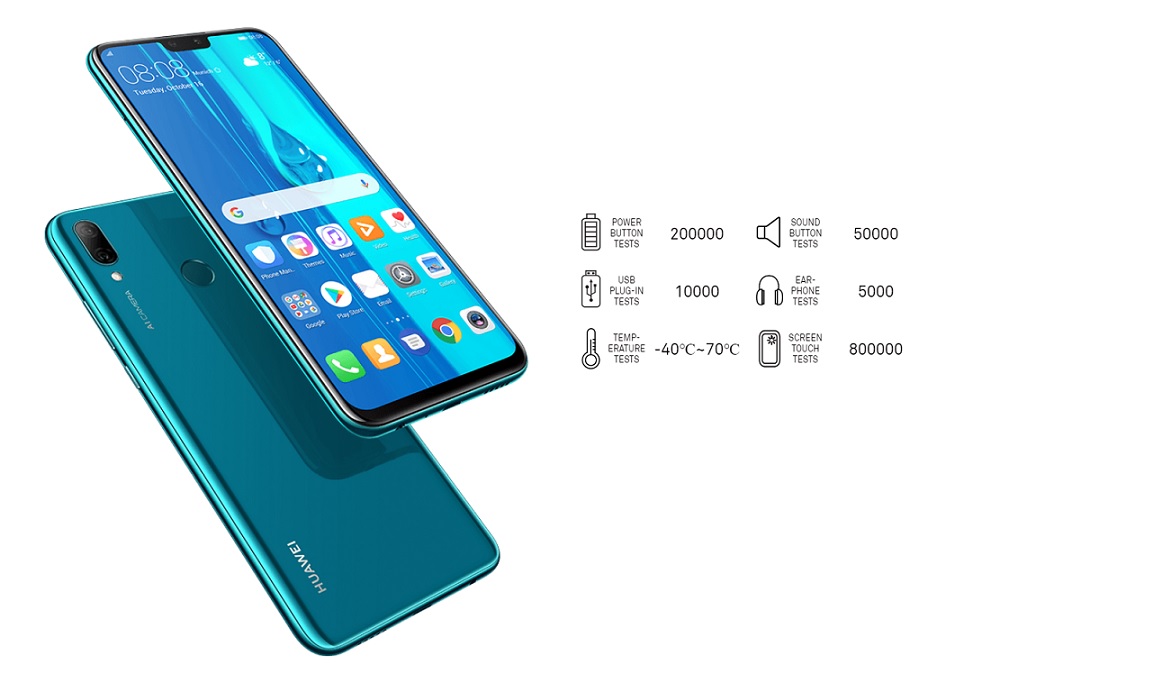 08:08 Munich
Tuesday, October 16
8°
Phone Man...
Themes
Music
Video
Health
Google
Play Store
Email
Settings
Gallery
AI CAMERA
HUAWEI
POWER
BUTTON
TESTS
200000
SOUND
BUTTON
TESTS
50000
USB
PLUG-IN
TESTS
10000
EAR-
PHONE
TESTS
5000
TEMP-
ERATURE
TESTS
-40℃~70℃
SCREEN
TOUCH
TESTS
800000